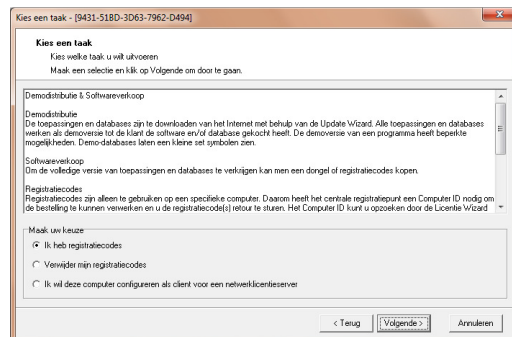 Kies een taak - [9431-51BD-3D63-7962-D494]
Kies een taak
Kies welke taak u wilt uitvoeren
Maak een selectie en klik op Volgende om door te gaan.
Demodistributie & Softwareverkoop
Demodistributie
De toepassingen en databases zijn te downloaden van het Internet met behulp van de Update Wizard. Alle toepassingen en databases
werken als demoversie tot de klant de software en/of database gekocht heeft. De demoversie van een programma heeft beperkte
mogelijkheden. Demo-databases laten een kleine set symbolen zien.
Softwareverkoop
Om de volledige versie van toepassingen en databases te verkrijgen kan men een dongel of registratiecodes kopen.
Registratiecodes
Registratiecodes zijn alleen te gebruiken op een specifieke computer. Daarom heeft het centrale registratiepunt een Computer ID nodig om
de bestelling te kunnen verwerken en u de registratiecode(s) retour te sturen. Het Computer ID kunt u opzoeken door de Licentie Wizard
Maak uw keuze
Ik heb registratiecodes
Verwijder mijn registratiecodes
Ik wil deze computer configureren als client voor een netwerklicentieserver
< Terug
Volgende >
Annuleren